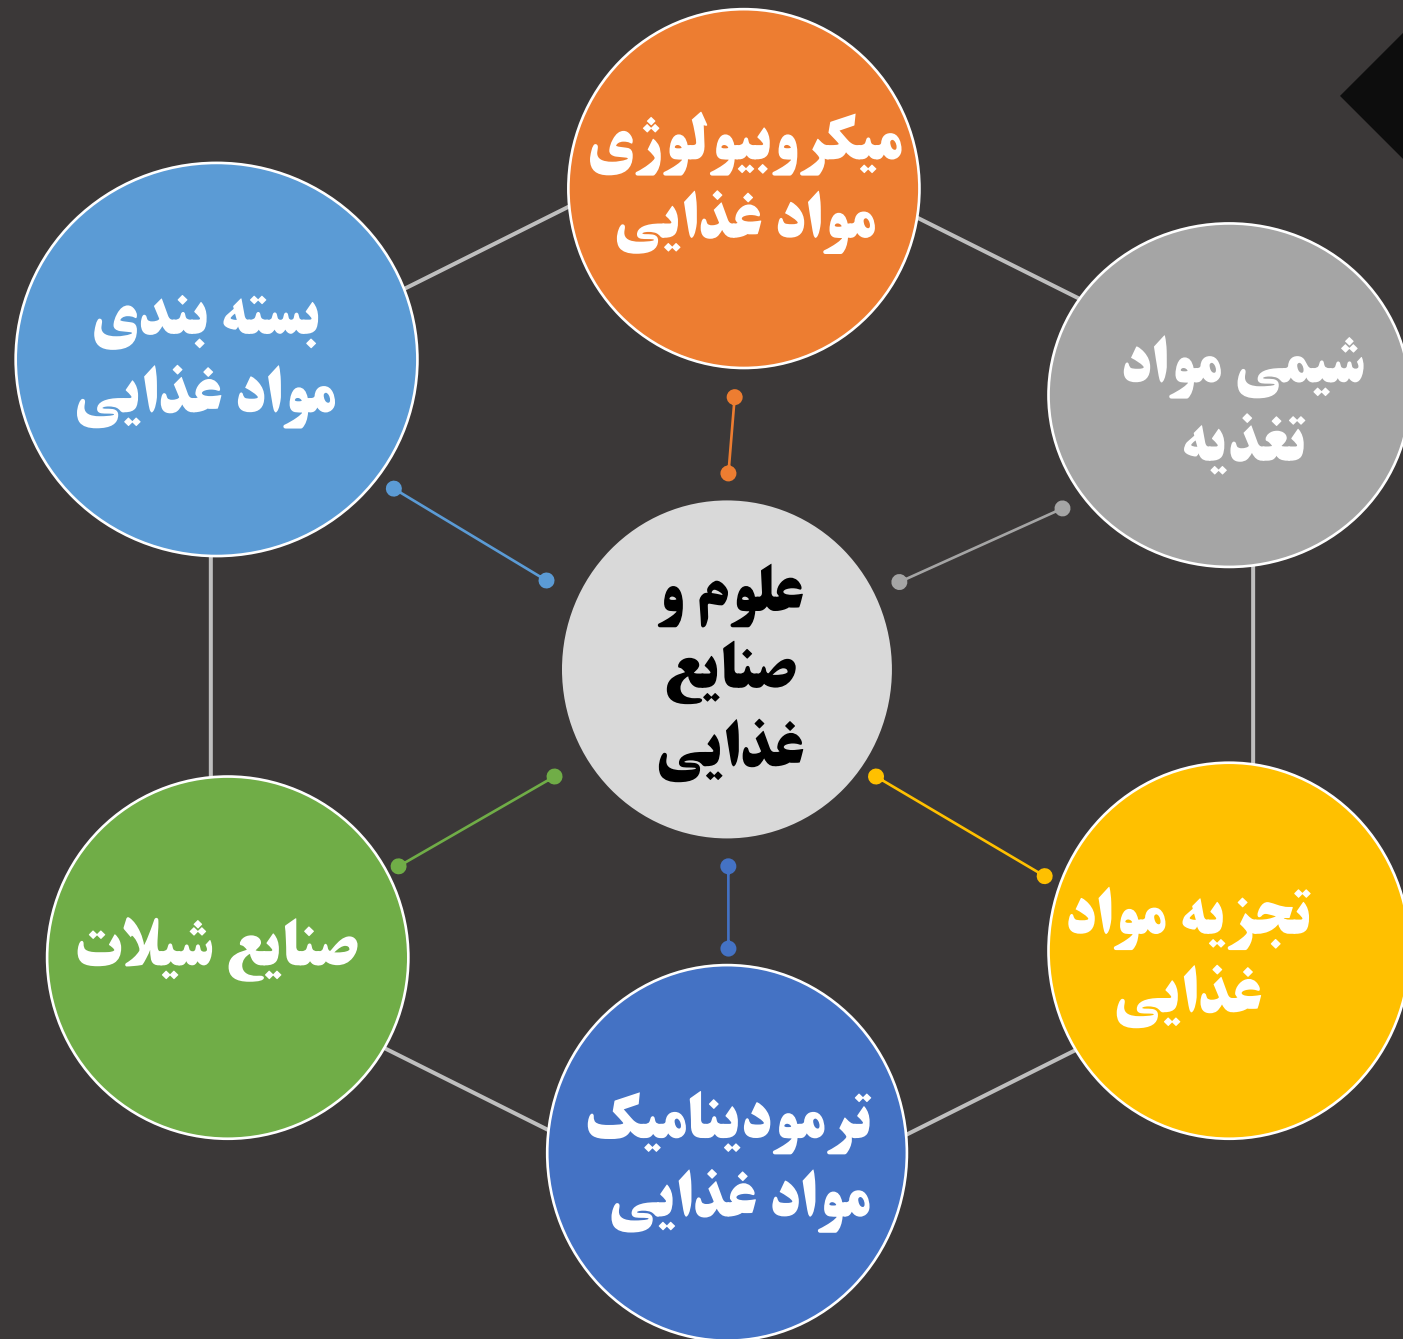 میکروبیولوژی
مواد غذایی
شیمی مواد
تغذیه
بسته بندی
مواد غذایی
علوم و
صنایع
غذایی
تجزیه مواد
غذایی
صنایع شیلات
ترمودینامیک
مواد غذایی